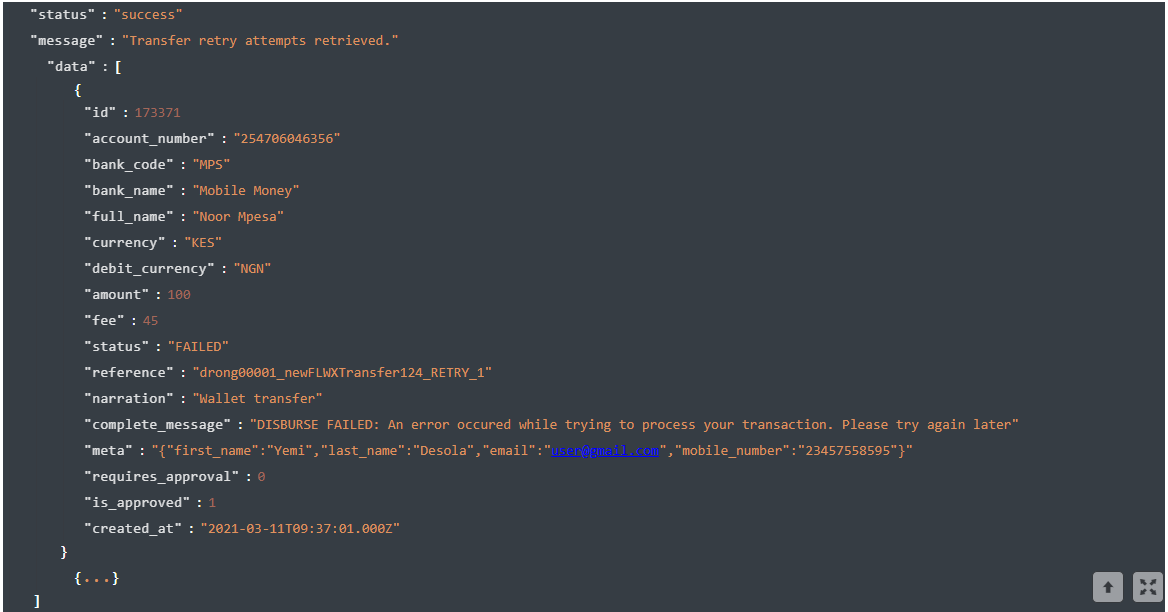 "status" : "success"
"message" : "Transfer retry attempts retrieved."
"data" : [
{
"id" : 173371
"account_number" : "254706046356"
"bank_code" : "MPS"
"bank_name" : "Mobile Money"
"full_name" : "Noor Mpesa"
"currency" : "KES"
"debit_currency" : "NGN"
"amount" : 100
"fee" : 45
"status" : "FAILED"
"reference" : "drong00001_newFLWXTransfer124_RETRY_1"
"narration" : "Wallet transfer"
"complete_message" : "DISBURSE FAILED: An error occured while trying to process your transaction. Please try again later"
"meta" : "{"first_name":"Yemi","last_name":"Desola","email":"user@gmail.com","mobile_number":"23457558595"}"
"requires_approval" : 0
"is_approved" : 1
"created_at" : "2021-03-11T09:37:01.000Z"
}
{...}
]